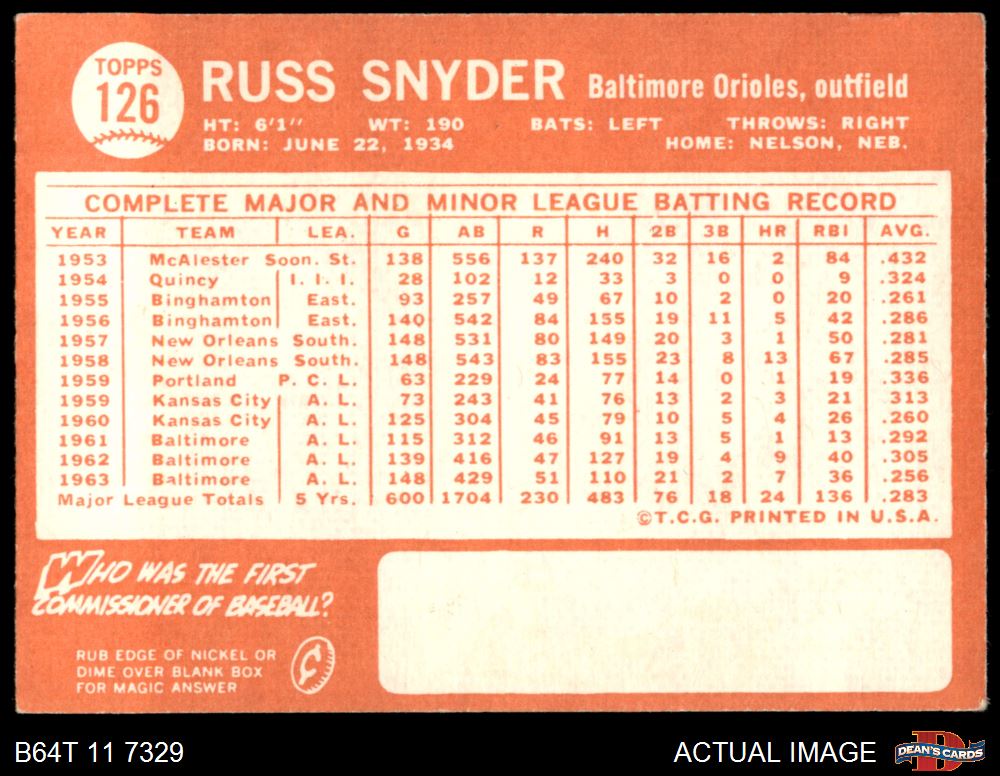 TOPPS
126
RUSS SNYDER Baltimore Orioles, outfield
HT: 6'1" WT: 190 BATS: LEFT THROWS: RIGHT
BORN: JUNE 22, 1934 HOME: NELSON, NEB.
COMPLETE MAJOR AND MINOR LEAGUE BATTING RECORD
YEAR TEAM LEA. G AB R H 2B 3B HR RBI AVG.
1953 McAlester Soon. St. 138 556 137 240 32 16 2 84 .432
1954 Quincy I. I. I. 28 102 12 33 3 0 0 9 .324
1955 Binghamton East. 93 257 49 67 10 2 0 20 .261
1956 Binghamton East. 140 542 84 155 19 11 5 42 .286
1957 New Orleans South. 148 531 80 149 20 3 1 50 .281
1958 New Orleans South. 148 543 83 155 23 8 13 67 .285
1959 Portland P. C. L. 63 229 24 77 14 0 1 19 .336
1959 Kansas City A. L. 73 243 41 76 13 2 3 21 .313
1960 Kansas City A. L. 125 304 45 79 10 5 4 26 .260
1961 Baltimore A. L. 115 312 46 91 13 5 1 13 .292
1962 Baltimore A. L. 139 416 47 127 19 4 9 40 .305
1963 Baltimore A. L. 148 429 51 110 21 2 7 36 .256
Major League Totals 5 Yrs. 600 1704 230 483 76 18 24 136 .283
©T.C.G. PRINTED IN U.S.A.
WHO WAS THE FIRST
COMMISSIONER OF BASEBALL?
RUB EDGE OF NICKEL OR
DIME OVER BLANK BOX
FOR MAGIC ANSWER
B64T 11 7329 ACTUAL IMAGE DEAN'S CARDS